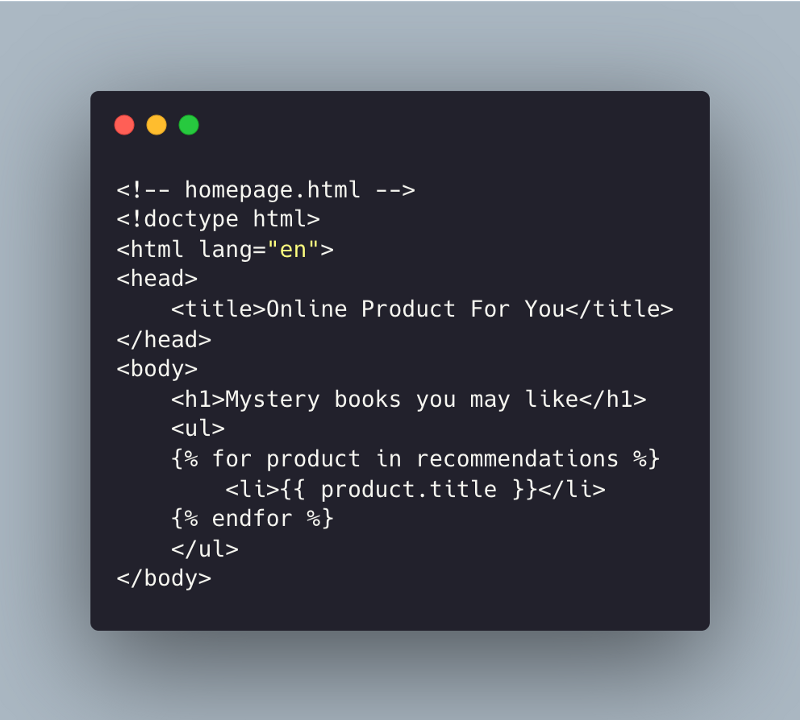 <!-- homepage.html -->
<!doctype html>
<html lang="en">
<head>
    <title>Online Product For You</title>
</head>
<body>
    <h1>Mystery books you may like</h1>
    <ul>
    {% for product in recommendations %}
        <li>{{ product.title }}</li>
    {% endfor %}
    </ul>
</body>